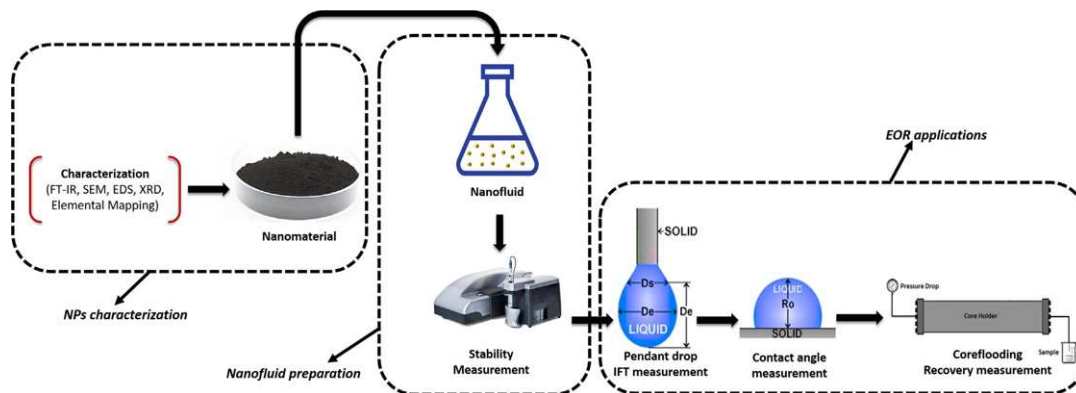 Characterization
(FT-IR, SEM, EDS, XRD,
Elemental Mapping)
Nanomaterial
NPs characterization
Nanofluid
Stability
Measurement
Nanofluid preparation
EOR applications
SOLID
Ds
De
De
LIQUID
Pendant drop
IFT measurement
LIQUID
Ro
SOLID
Contact angle
measurement
Pressure Drop
Core Holder
Sample
Coreflooding
Recovery measurement